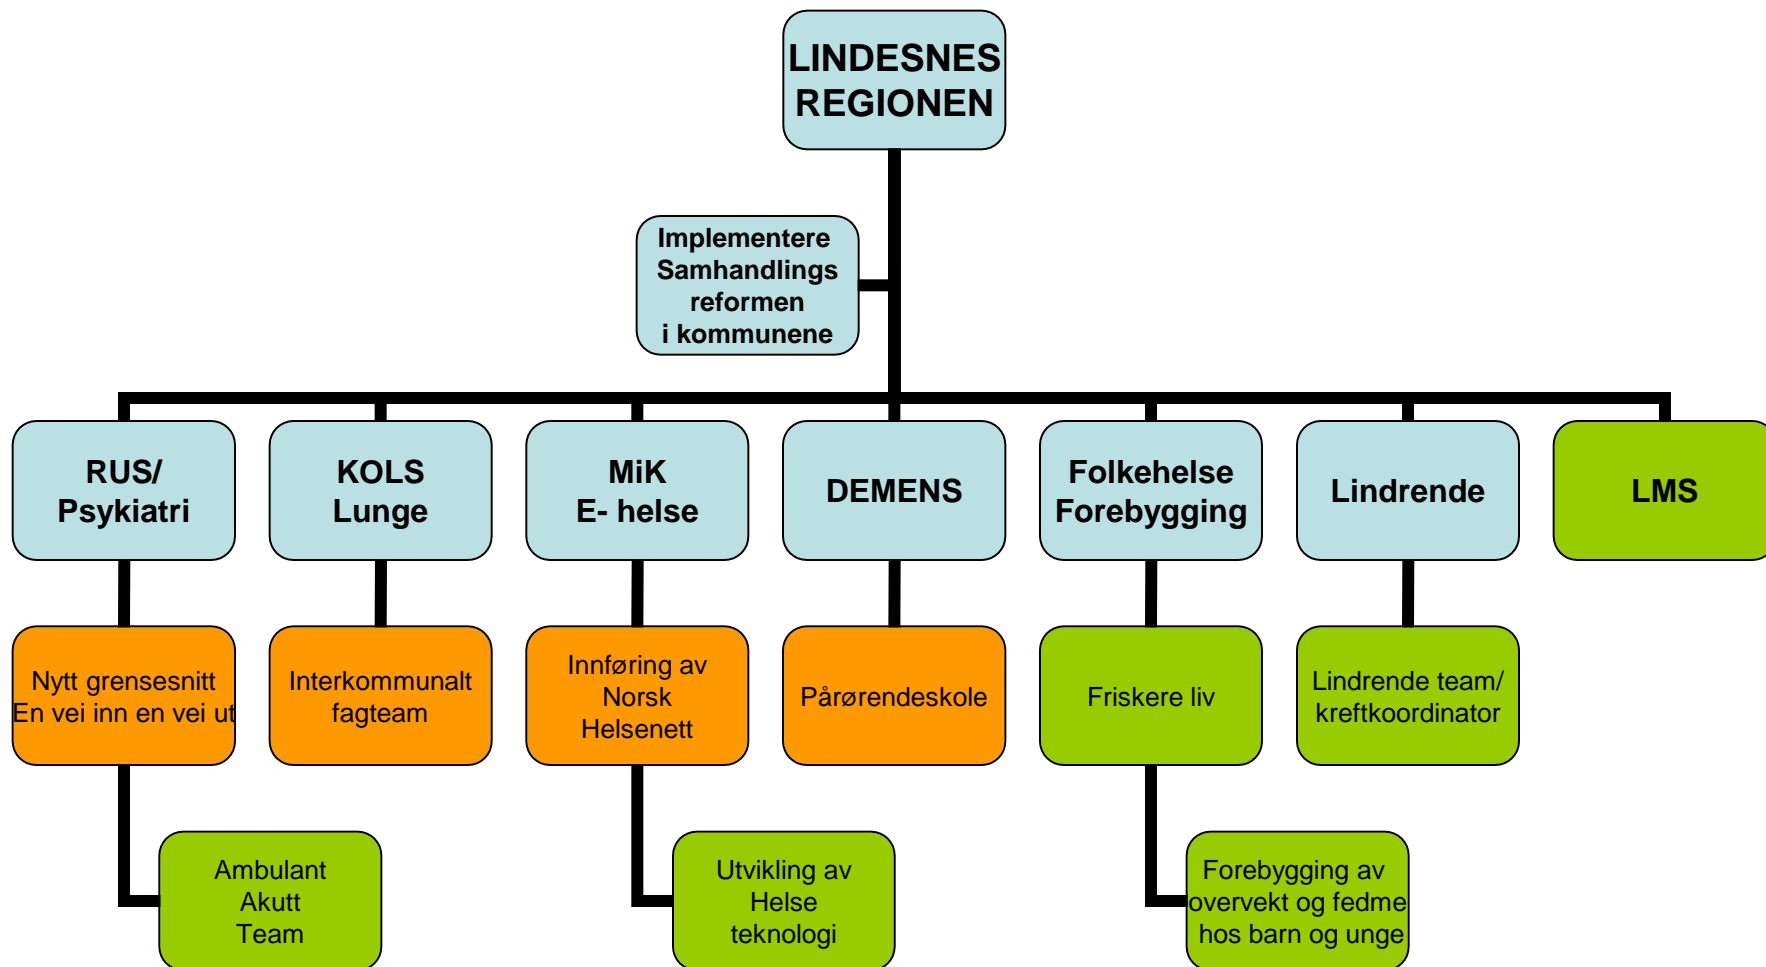 LINDESNES
REGIONEN
Implementere
Samhandlings
reformen
i kommunene
RUS/
Psykiatri
KOLS
Lunge
MiK
E- helse
DEMENS
Folkehelse
Forebygging
Lindrende
LMS
Nytt grensesnitt
En vei inn en vei ut
Interkommunalt
fagteam
Innføring av
Norsk
Helsenett
Pårørendeskole
Friskere liv
Lindrende team/
kreftkoordinator
Ambulant
Akutt
Team
Utvikling av
Helse
teknologi
Forebygging av
overvekt og fedme
hos barn og unge